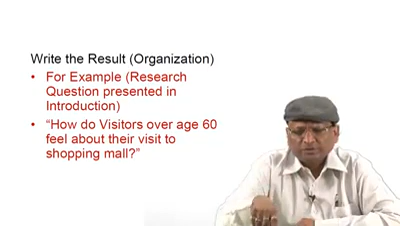 Write the Result (Organization)
• For Example (Research
Question presented in
Introduction)
• “How do Visitors over age 60
feel about their visit to
shopping mall?”